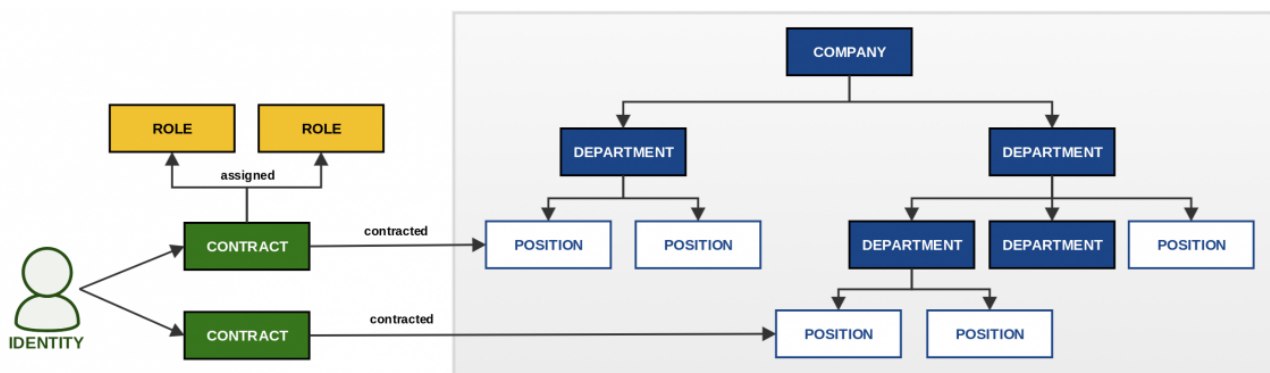 COMPANY
ROLE
ROLE
DEPARTMENT
DEPARTMENT
assigned
CONTRACT
contracted
POSITION
POSITION
DEPARTMENT
DEPARTMENT
POSITION
IDENTITY
CONTRACT
contracted
POSITION
POSITION